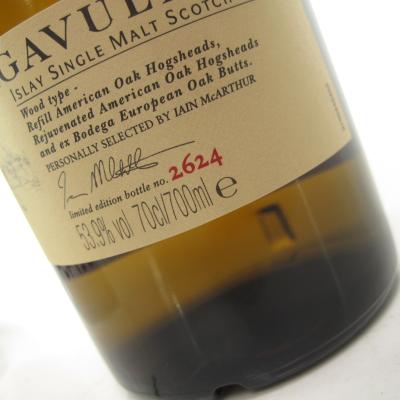 GAVUL
ISLAY SINGLE MALT SCOTCH
Wood type -
Refill American Oak Hogsheads,
Rejuvenated American Oak Hogsheads
and ex Bodega European Oak Butts.
PERSONALLY SELECTED BY IAIN McARTHUR
limited edition bottle no. 2624
53.9% vol 70cl/700ml e